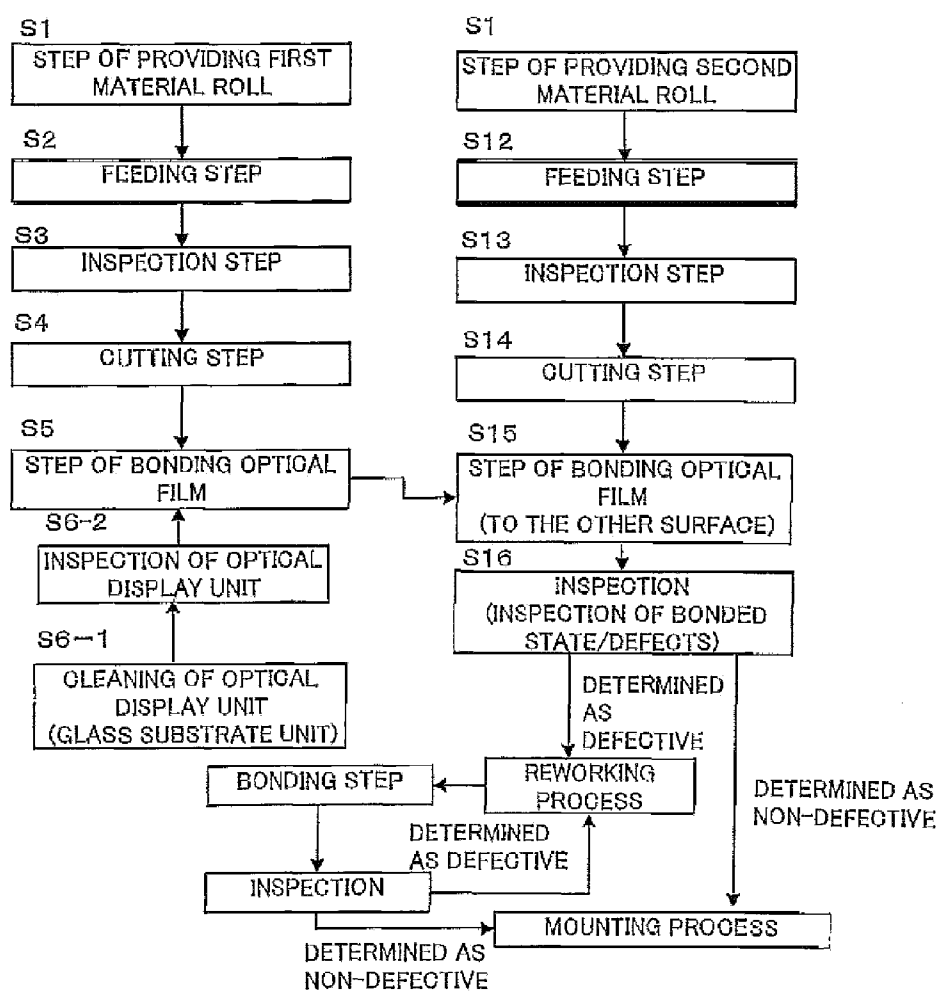 S1
STEP OF PROVIDING FIRST
MATERIAL ROLL
S2
FEEDING STEP
S3
INSPECTION STEP
S4
CUTTING STEP
S5
STEP OF BONDING OPTICAL
FILM
S6-2
INSPECTION OF OPTICAL
DISPLAY UNIT
S6-1
CLEANING OF OPTICAL
DISPLAY UNIT
(GLASS SUBSTRATE UNIT)
S1
STEP OF PROVIDING SECOND
MATERIAL ROLL
S12
FEEDING STEP
S13
INSPECTION STEP
S14
CUTTING STEP
S15
STEP OF BONDING OPTICAL
FILM
(TO THE OTHER SURFACE)
S16
INSPECTION
(INSPECTION OF BONDED
STATE/DEFECTS)
DETERMINED
AS
DEFECTIVE
DETERMINED AS
NON-DEFECTIVE
REWORKING
PROCESS
BONDING STEP
DETERMINED
AS DEFECTIVE
INSPECTION
DETERMINED AS
NON-DEFECTIVE
MOUNTING PROCESS